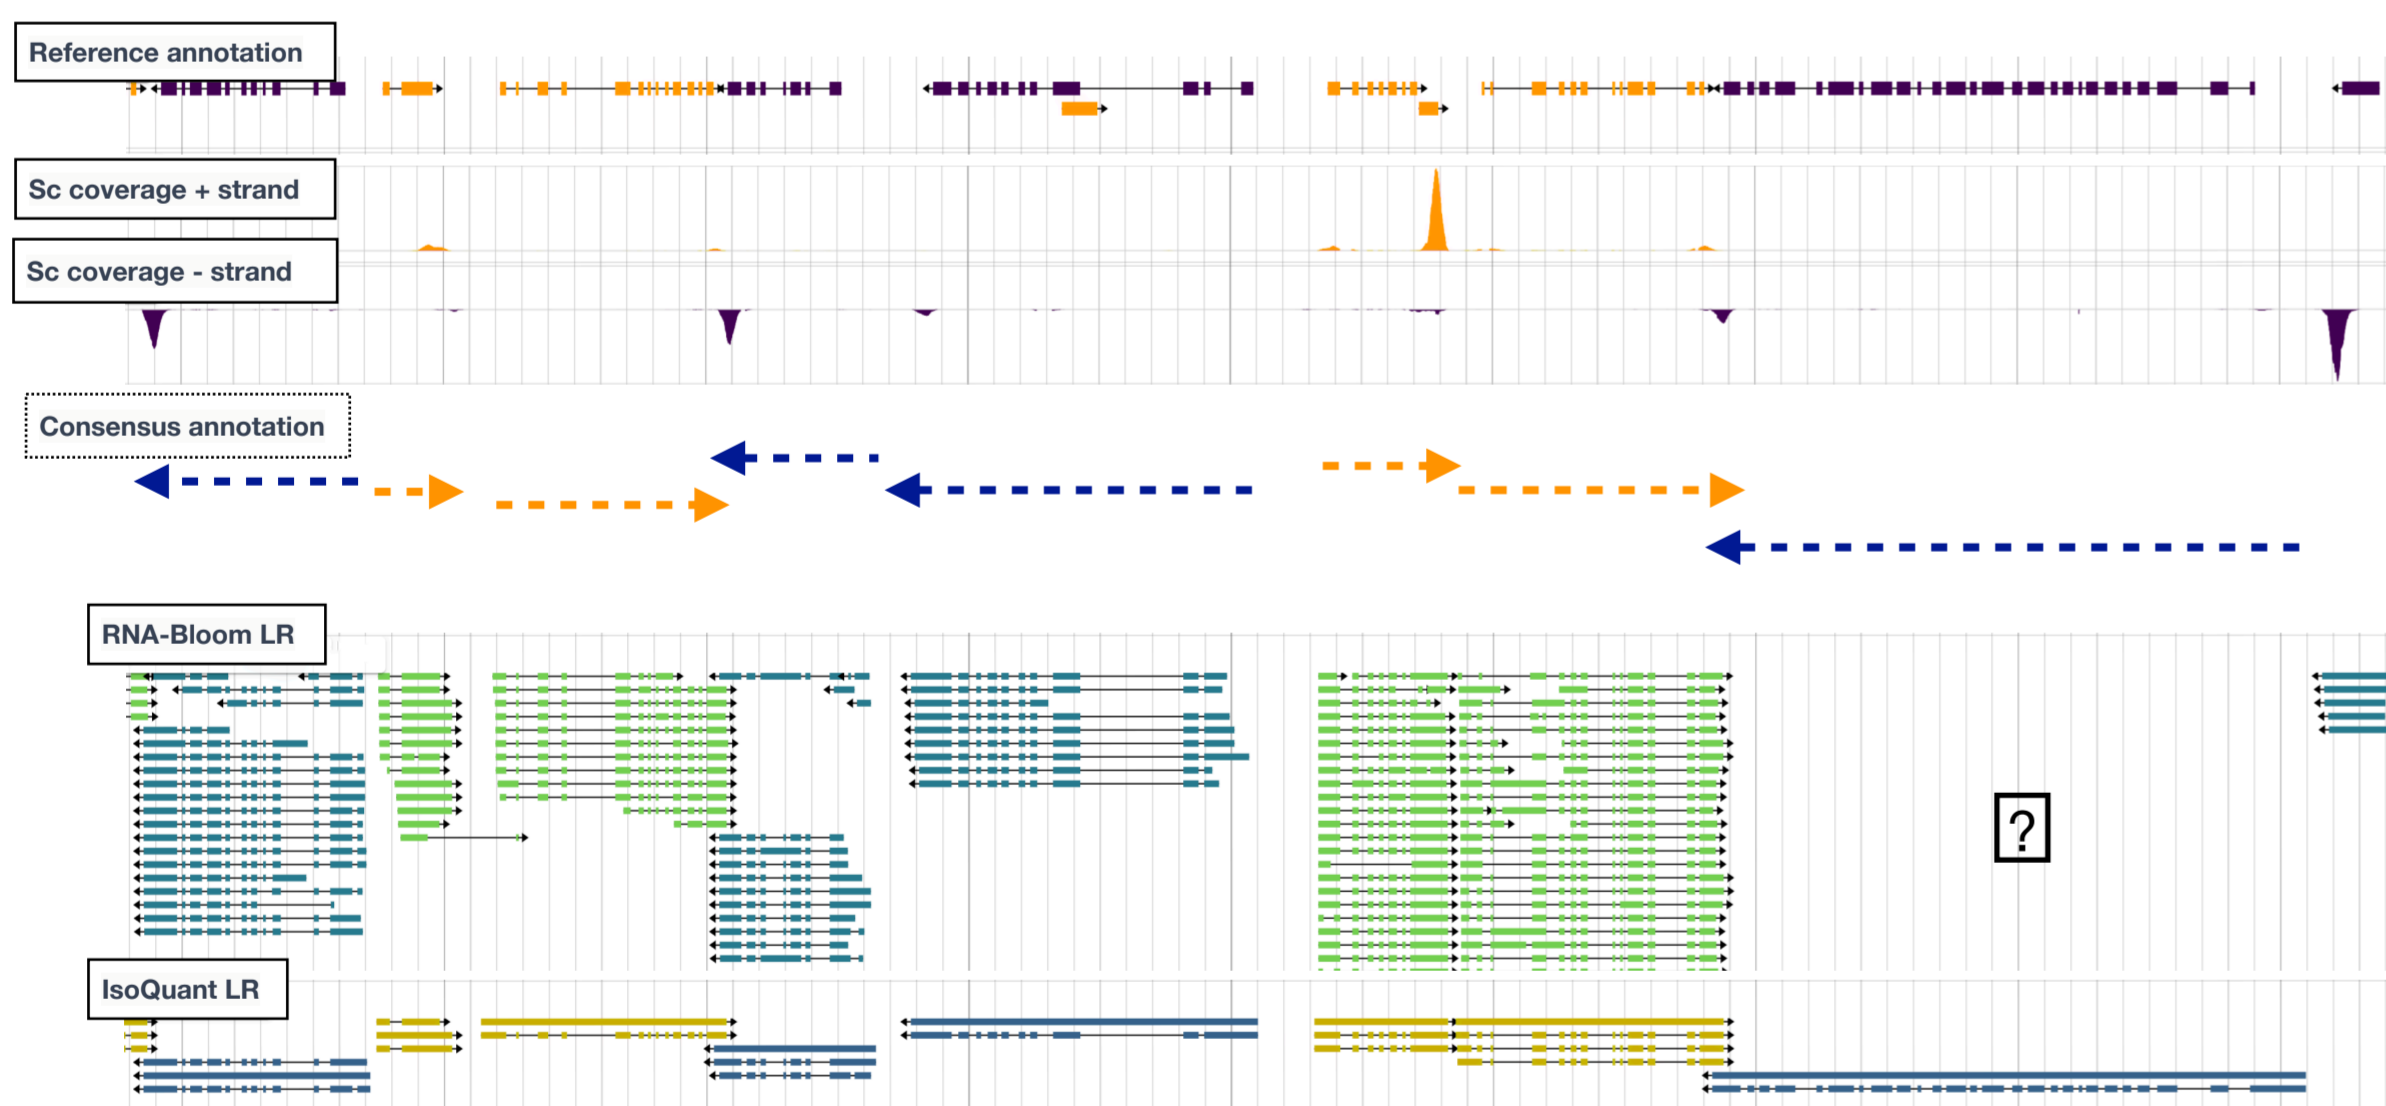 Reference annotation
Sc coverage + strand
Sc coverage - strand
Consensus annotation
RNA-Bloom LR
?
IsoQuant LR